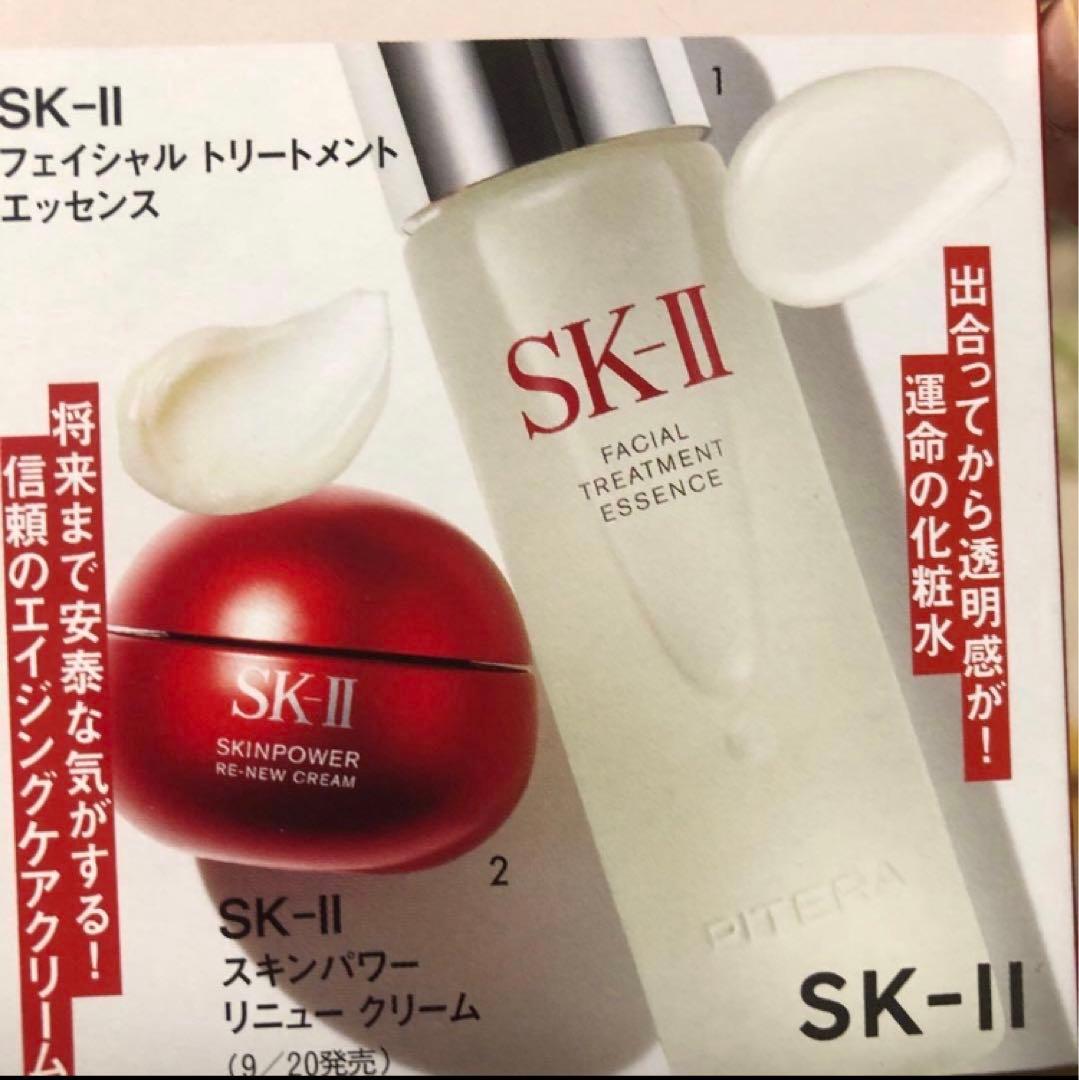 SK-II
フェイシャル トリートメント
エッセンス
1
出合ってから透明感が!
運命の化粧水
SK-II
FACIAL
TREATMENT
ESSENCE
PITERA
将来まで安泰な気がする!
信頼のエイジングケアクリーム
SK-II
SKINPOWER
RE-NEW CREAM
2
SK-II
スキンパワー
リニュー クリーム
(9/20発売)
SK-II